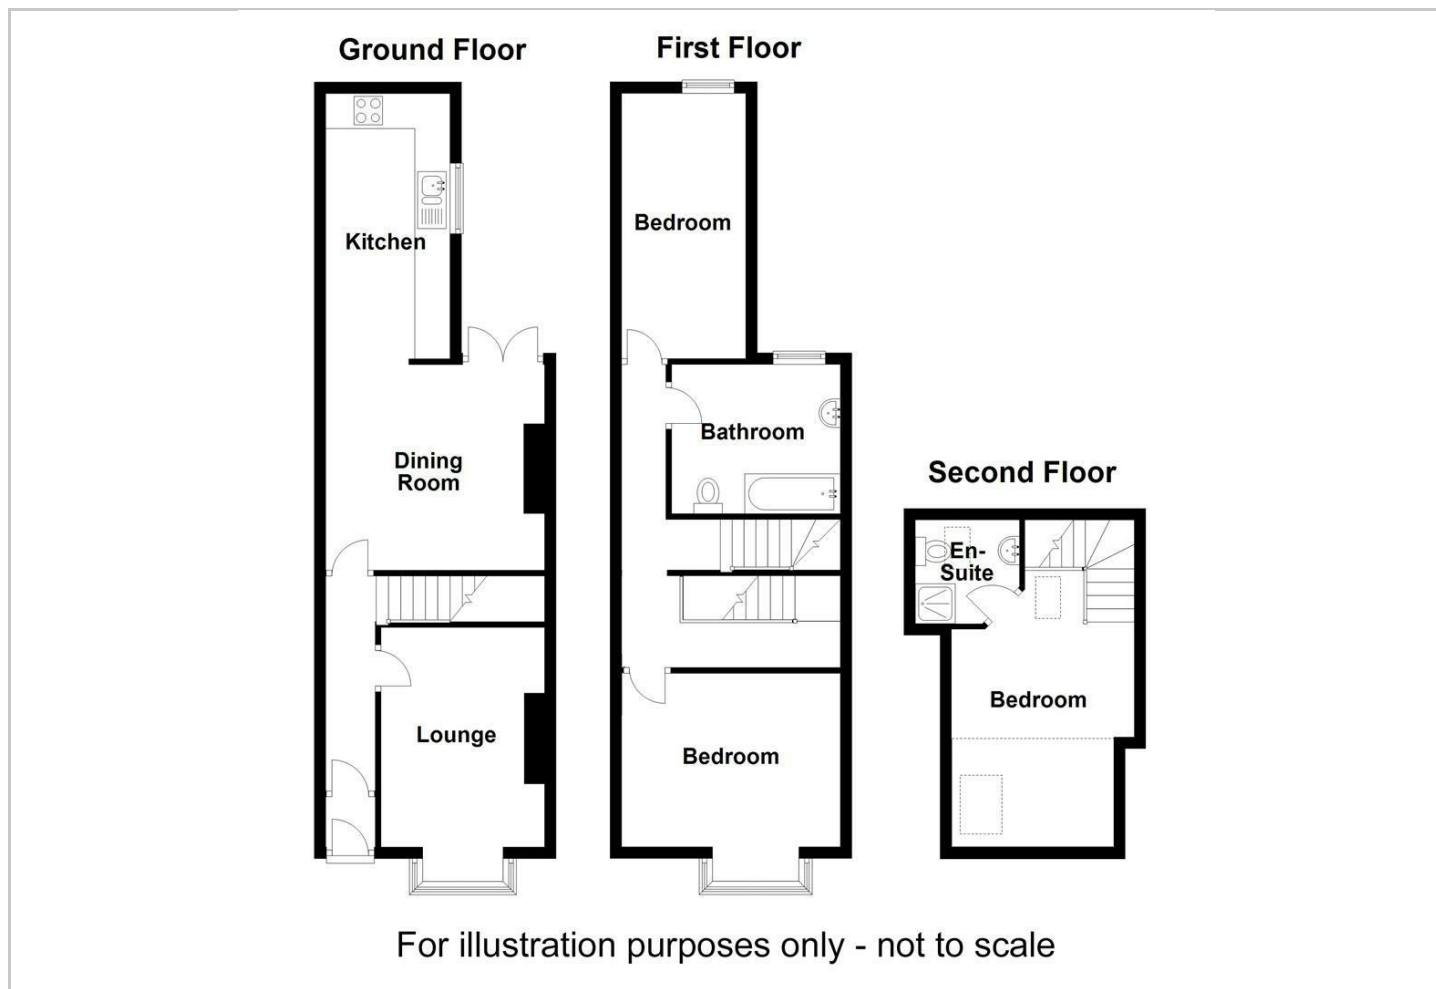 Ground Floor
Kitchen
Dining
Room
Lounge
First Floor
Bedroom
Bathroom
Bedroom
Second Floor
En-
Suite
Bedroom
For illustration purposes only - not to scale